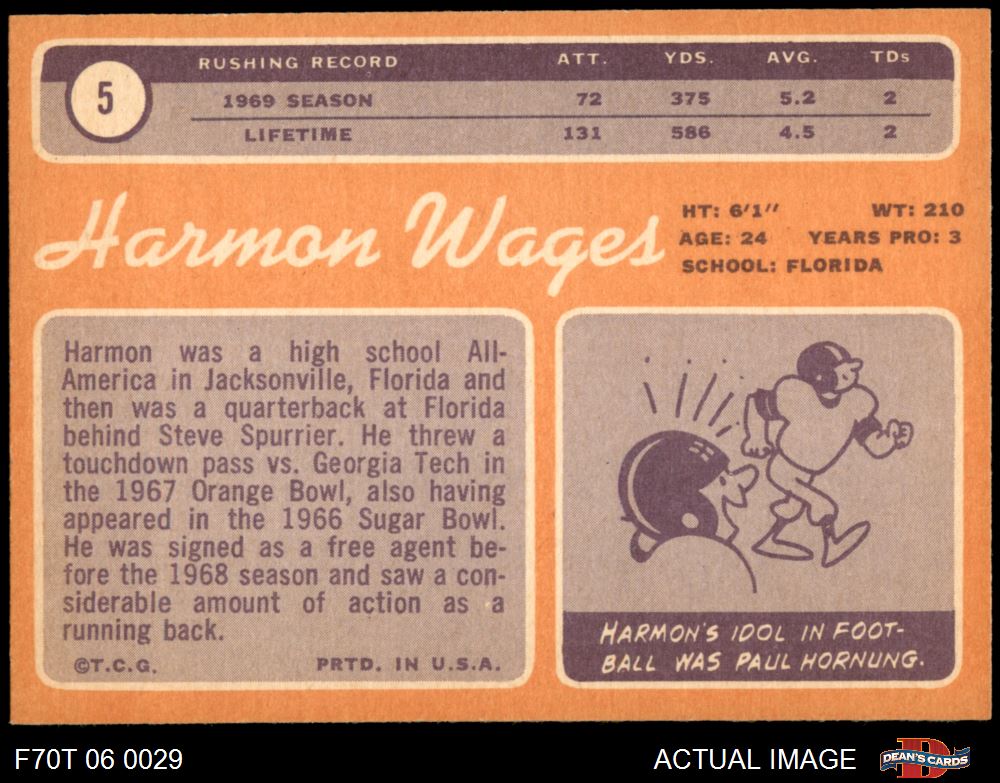 5
RUSHING RECORD ATT. YDS. AVG. TDs
1969 SEASON 72 375 5.2 2
LIFETIME 131 586 4.5 2
Harmon Wages
HT: 6'1" WT: 210
AGE: 24 YEARS PRO: 3
SCHOOL: FLORIDA
Harmon was a high school All-
America in Jacksonville, Florida and
then was a quarterback at Florida
behind Steve Spurrier. He threw a
touchdown pass vs. Georgia Tech in
the 1967 Orange Bowl, also having
appeared in the 1966 Sugar Bowl.
He was signed as a free agent be-
fore the 1968 season and saw a con-
siderable amount of action as a
running back.
©T.C.G. PRTD. IN U.S.A.
HARMON'S IDOL IN FOOT-
BALL WAS PAUL HORNUNG.
F70T 06 0029 ACTUAL IMAGE
D
DEAN'S CARDS